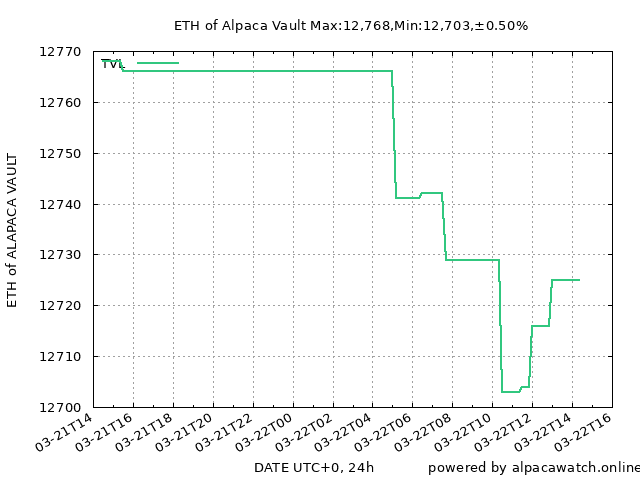 ETH of Alpaca Vault Max:12,768,Min:12,703,±0.50%
TVL
12770
12760
12750
12740
12730
12720
12710
12700
ETH of ALAPACA VAULT
03-21T14
03-21T16
03-21T18
03-21T20
03-21T22
03-22T00
03-22T02
03-22T04
03-22T06
03-22T08
03-22T10
03-22T12
03-22T14
03-22T16
DATE UTC+0, 24h
powered by alpacawatch.online